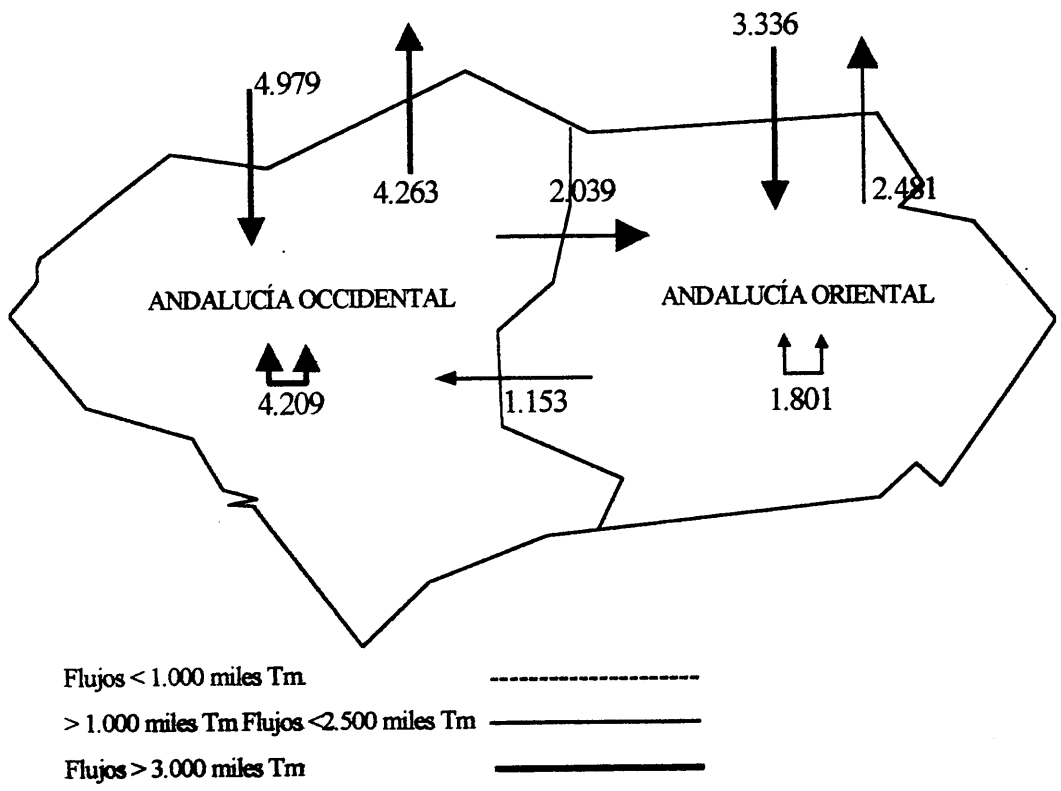 3.336
4.979
4.263
2.039
2.481
ANDALUCÍA OCCIDENTAL
ANDALUCÍA ORIENTAL
4.209
1.153
1.801
Flujos < 1.000 miles Tm.
> 1.000 miles Tm Flujos <2.500 miles Tm
Flujos > 3.000 miles Tm